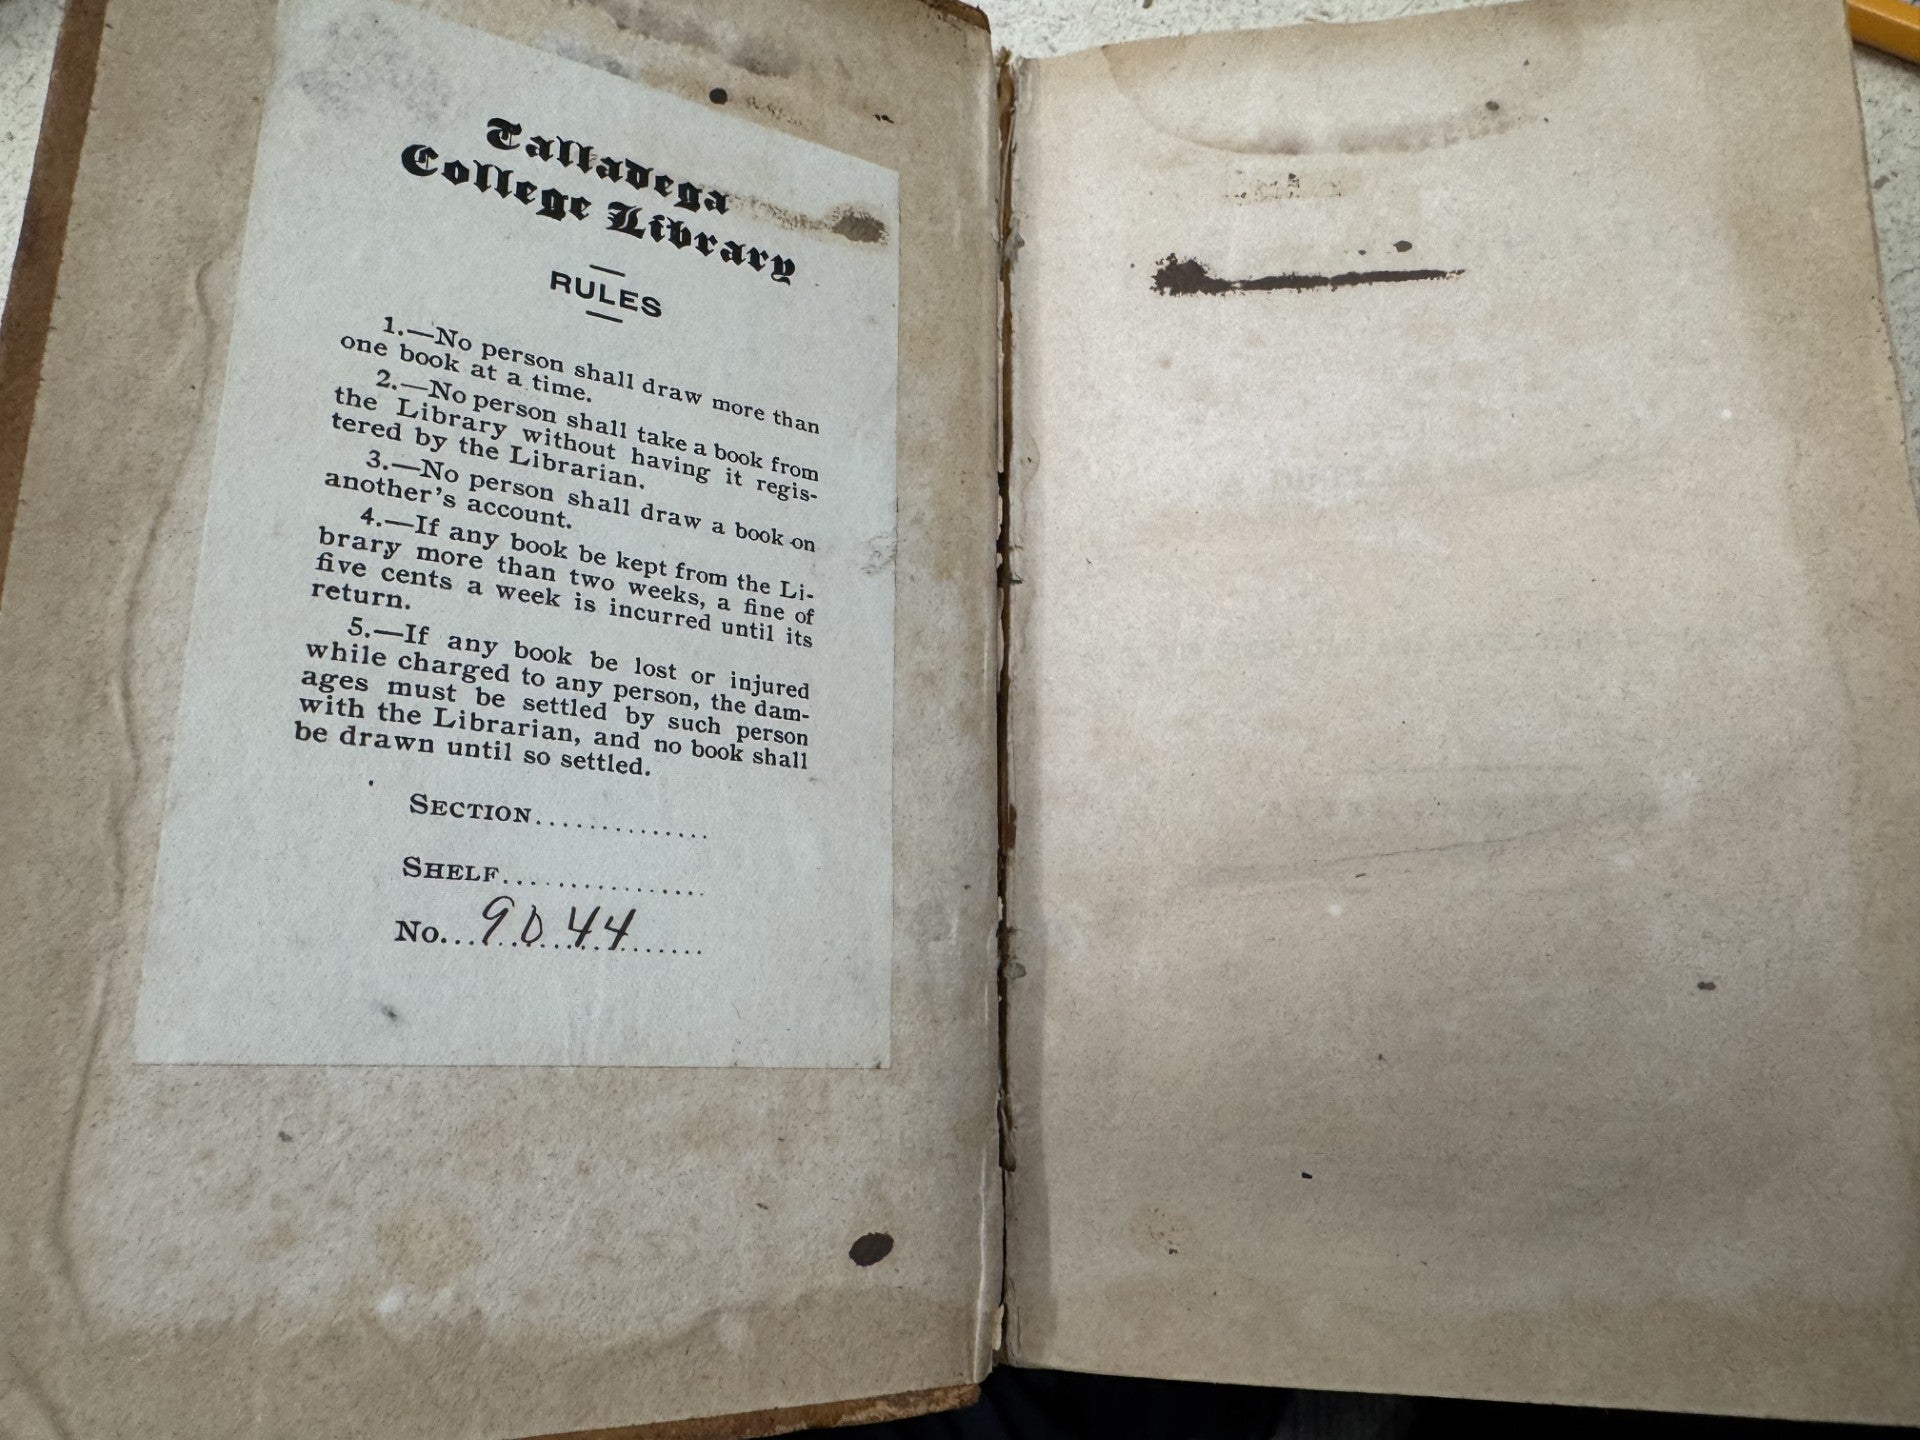 Talladega
College Library
RULES
1.—No person shall draw more than
one book at a time.
2.—No person shall take a book from
the Library without having it regis-
tered by the Librarian.
3.—No person shall draw a book on
another's account.
4.—If any book be kept from the Li-
brary more than two weeks, a fine of
five cents a week is incurred until its
return.
5.—If any book be lost or injured
while charged to any person, the dam-
ages must be settled by such person
with the Librarian, and no book shall
be drawn until so settled.
SECTION..............
SHELF................
No...9044.......